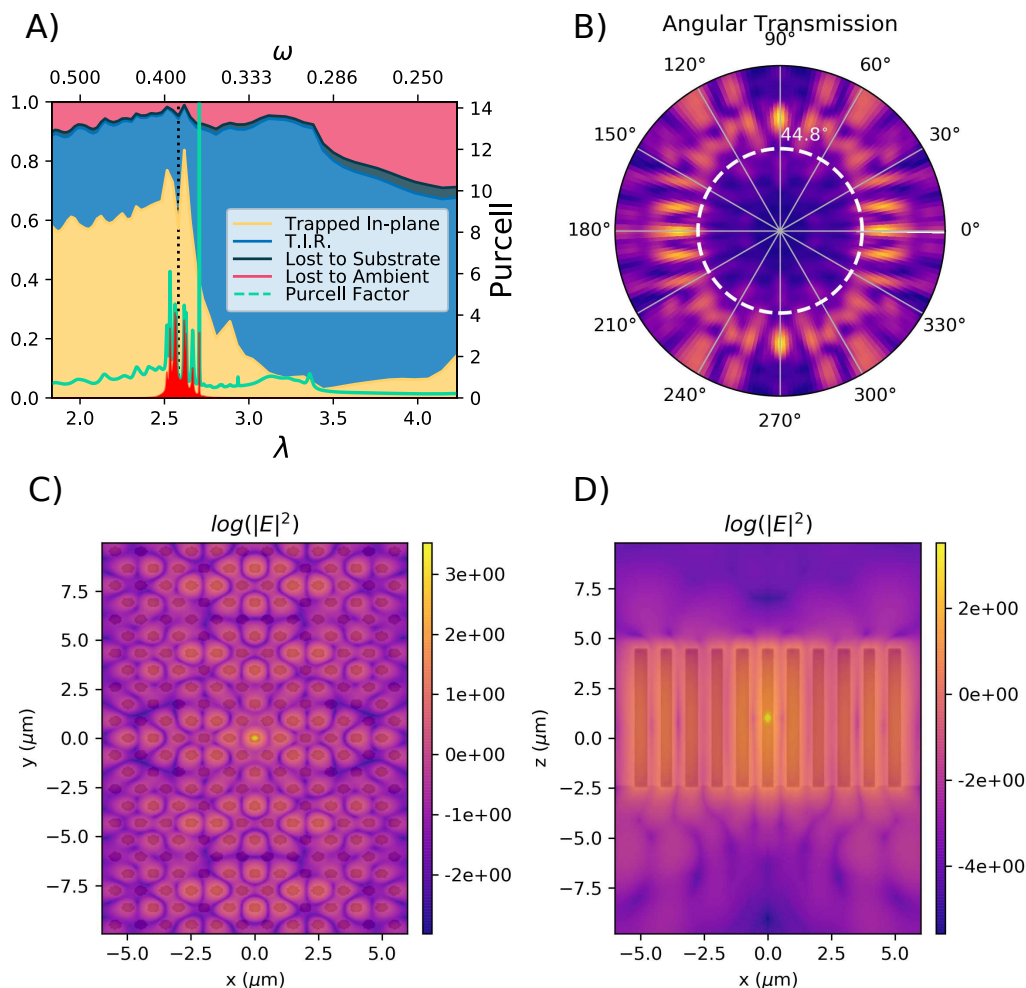 A)
ω
0.500 0.400 0.333 0.286 0.250
1.0
0.8
0.6
0.4
0.2
0.0
14
12
10
8
6
4
2
0
Purcell
Trapped In-plane
T.I.R.
Lost to Substrate
Lost to Ambient
Purcell Factor
2.0 2.5 3.0 3.5 4.0
λ
B)
Angular Transmission
90°
120° 60°
44.8°
150° 30°
180° 0°
210° 330°
240° 300°
270°
C)
log(|E|²)
7.5
5.0
2.5
0.0
−2.5
−5.0
−7.5
y (μm)
−5.0 −2.5 0.0 2.5 5.0
x (μm)
3e+00
2e+00
1e+00
0e+00
-1e+00
-2e+00
D)
log(|E|²)
7.5
5.0
2.5
0.0
−2.5
−5.0
−7.5
z (μm)
−5.0 −2.5 0.0 2.5 5.0
x (μm)
2e+00
0e+00
-2e+00
-4e+00